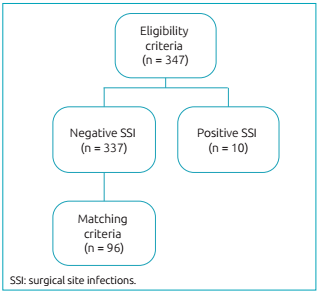 Eligibility
criteria
(n = 347)
Negative SSI
(n = 337)
Positive SSI
(n = 10)
Matching
criteria
(n = 96)
SSI: surgical site infections.